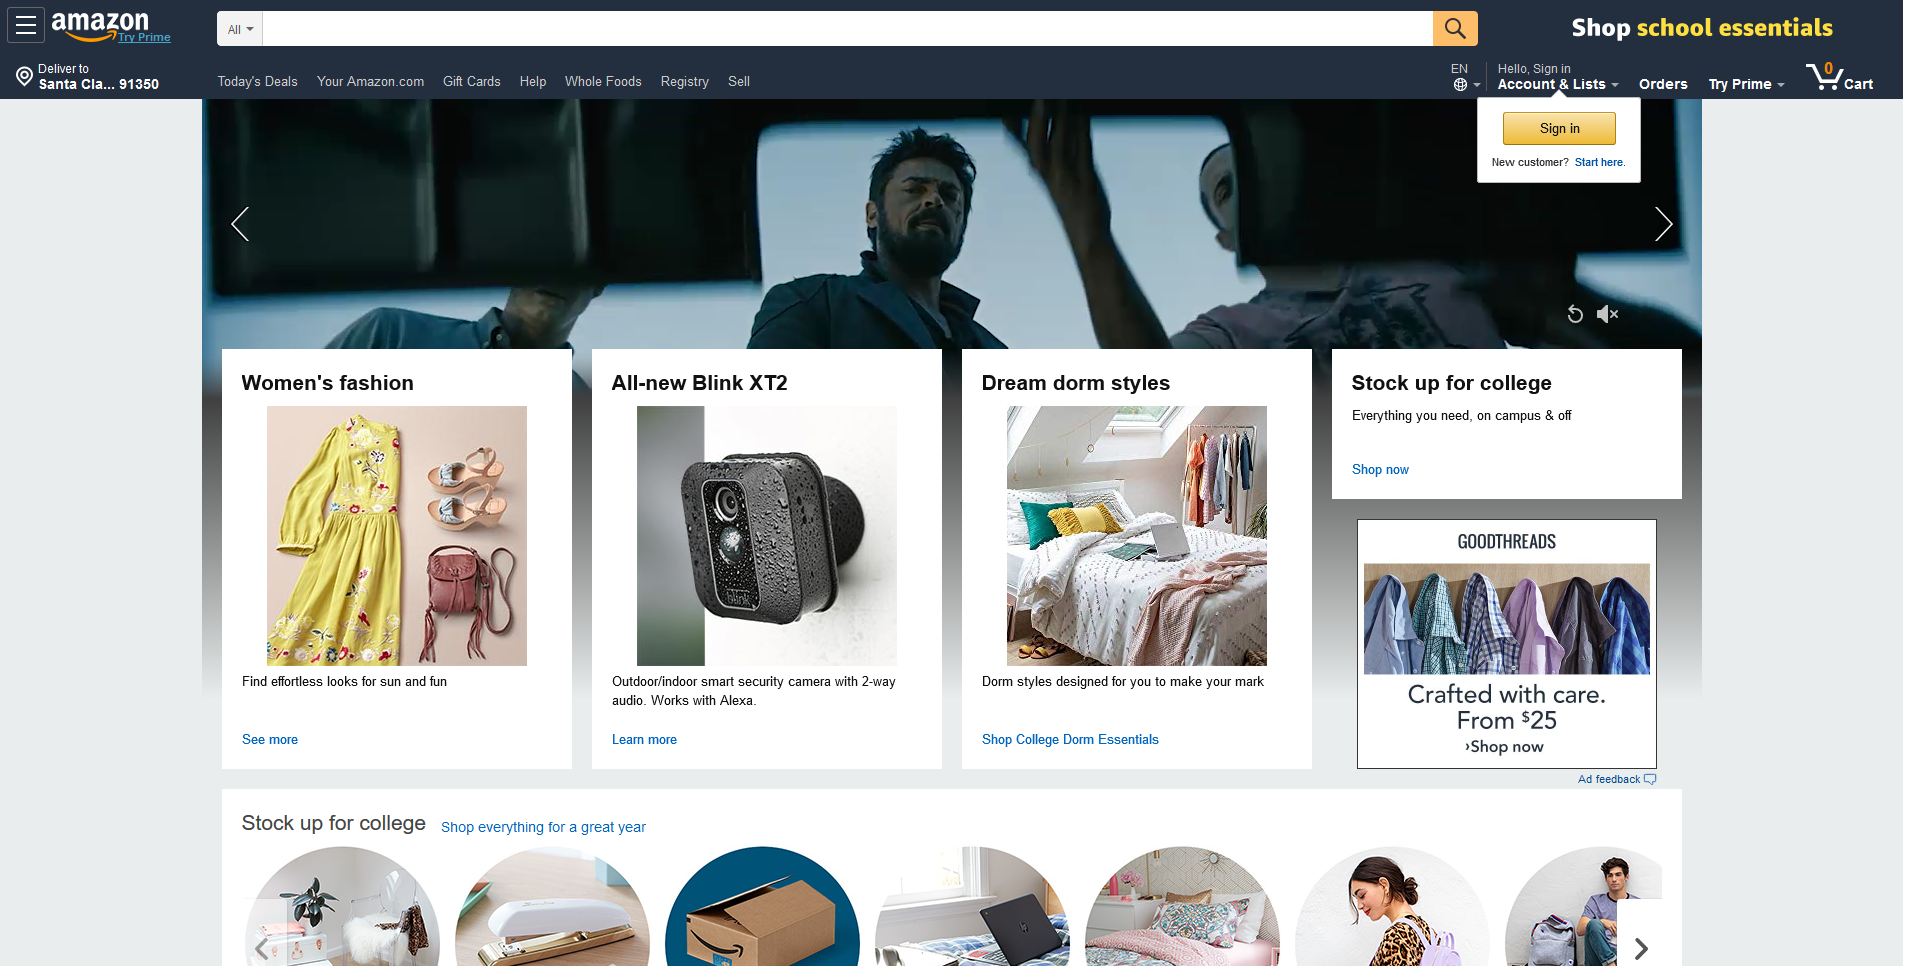 amazon
Try Prime
All
Shop school essentials
Deliver to
Santa Cla... 91350
Today's Deals
Your Amazon.com
Gift Cards
Help
Whole Foods
Registry
Sell
EN
Hello, Sign in
Account & Lists
Orders
Try Prime
0
Cart
Sign in
New customer? Start here.
Women's fashion
Find effortless looks for sun and fun
See more
All-new Blink XT2
blink
Outdoor/indoor smart security camera with 2-way
audio. Works with Alexa.
Learn more
Dream dorm styles
Dorm styles designed for you to make your mark
Shop College Dorm Essentials
Stock up for college
Everything you need, on campus & off
Shop now
GOODTHREADS
Crafted with care.
From $25
›Shop now
Ad feedback
Stock up for college
Shop everything for a great year